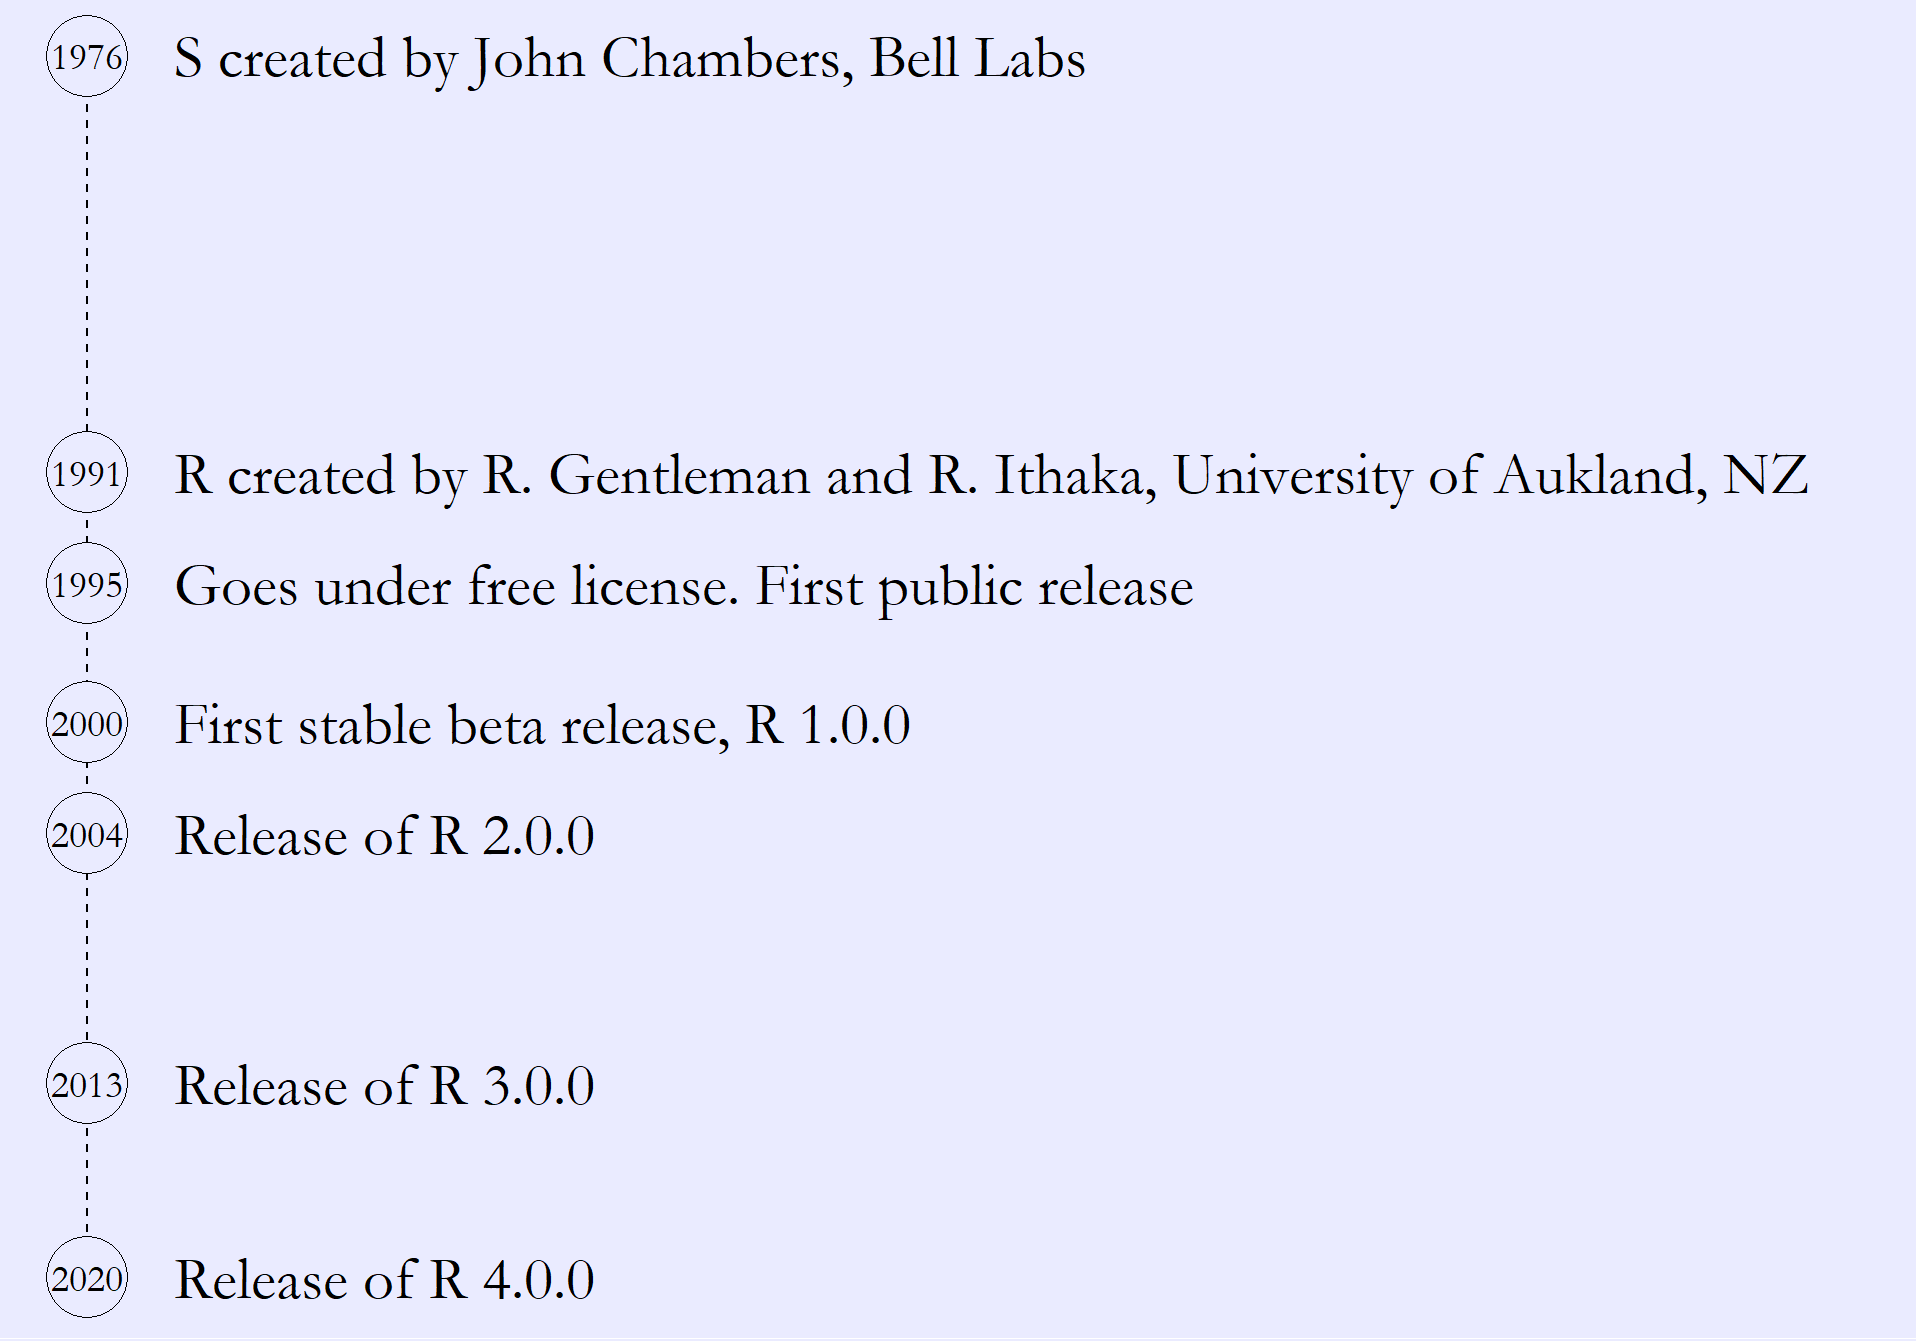 1976 S created by John Chambers, Bell Labs
1991 R created by R. Gentleman and R. Ithaka, University of Aukland, NZ
1995 Goes under free license. First public release
2000 First stable beta release, R 1.0.0
2004 Release of R 2.0.0
2013 Release of R 3.0.0
2020 Release of R 4.0.0